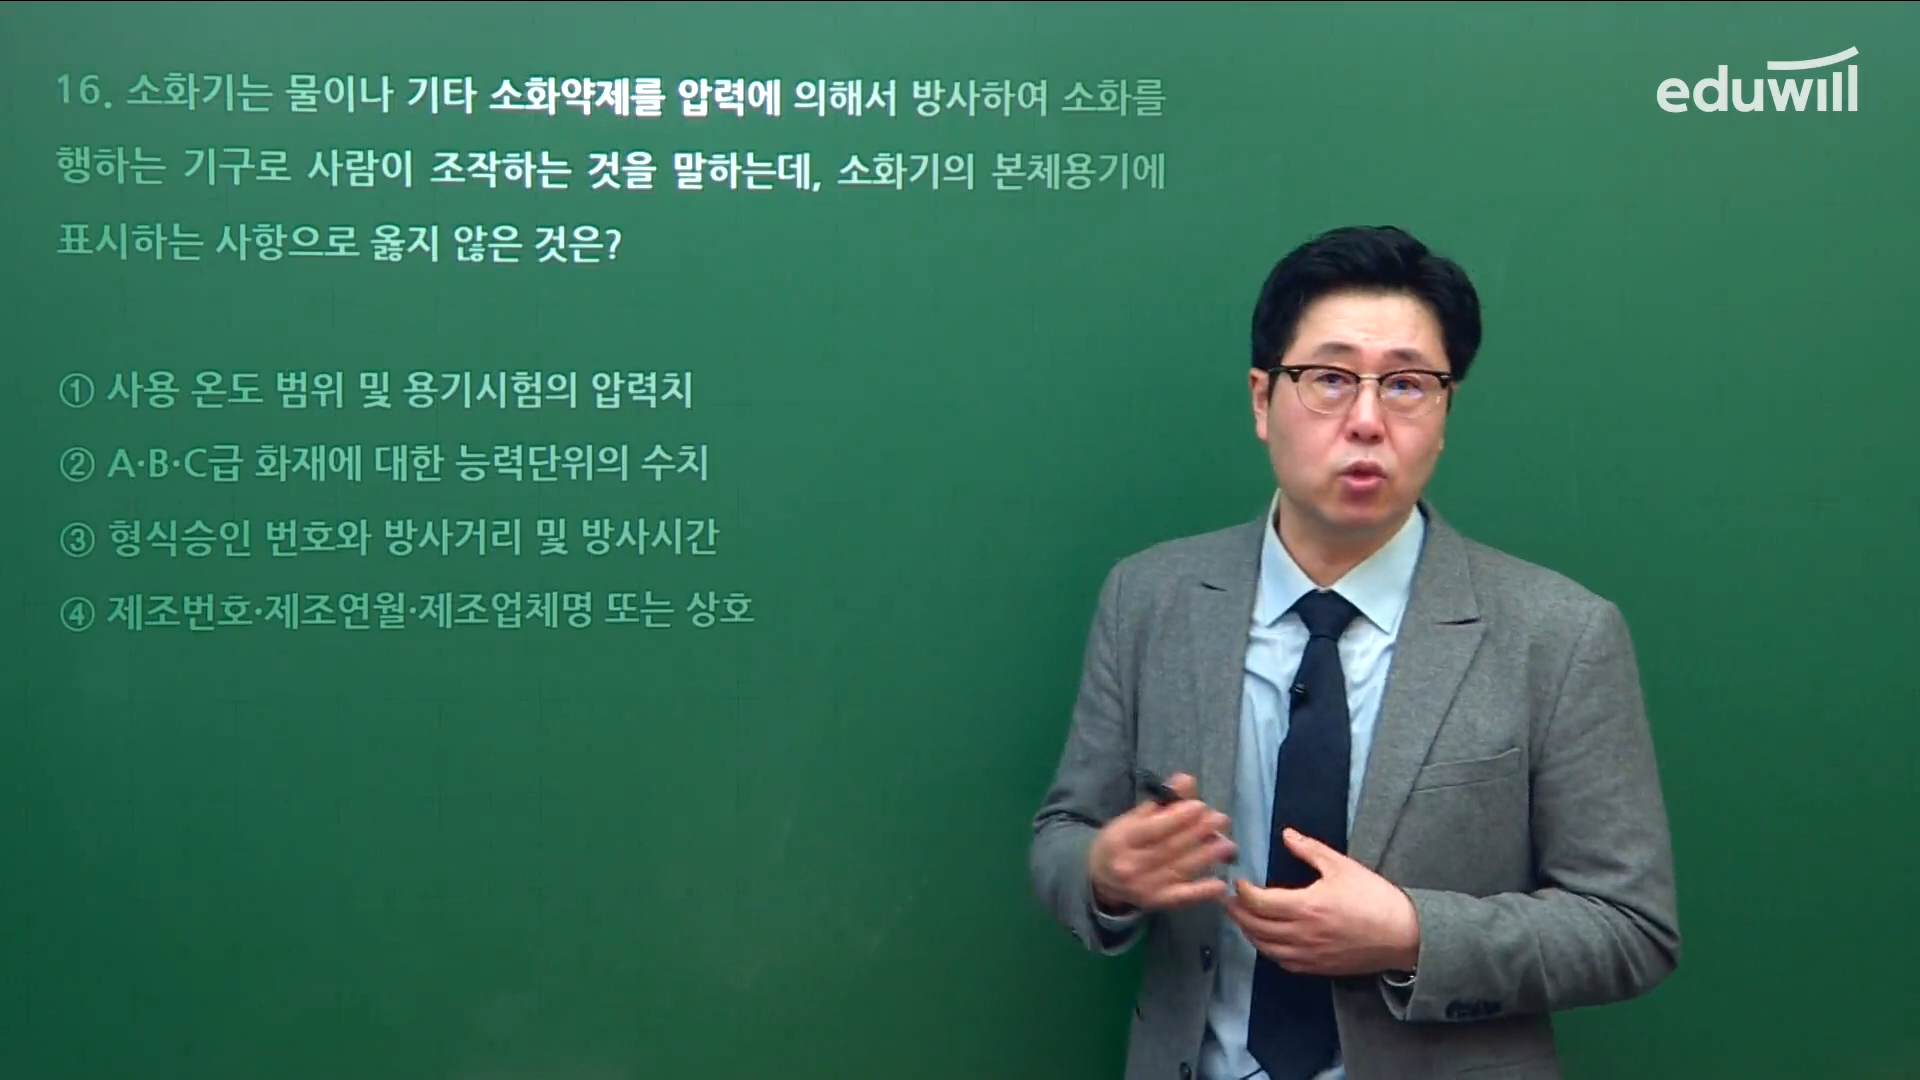 eduwill
16. 소화기는 물이나 기타 소화약제를 압력에 의해서 방사하여 소화를
행하는 기구로 사람이 조작하는 것을 말하는데, 소화기의 본체용기에
표시하는 사항으로 옳지 않은 것은?
① 사용 온도 범위 및 용기시험의 압력치
② A·B·C급 화재에 대한 능력단위의 수치
③ 형식승인 번호와 방사거리 및 방사시간
④ 제조번호·제조연월·제조업체명 또는 상호